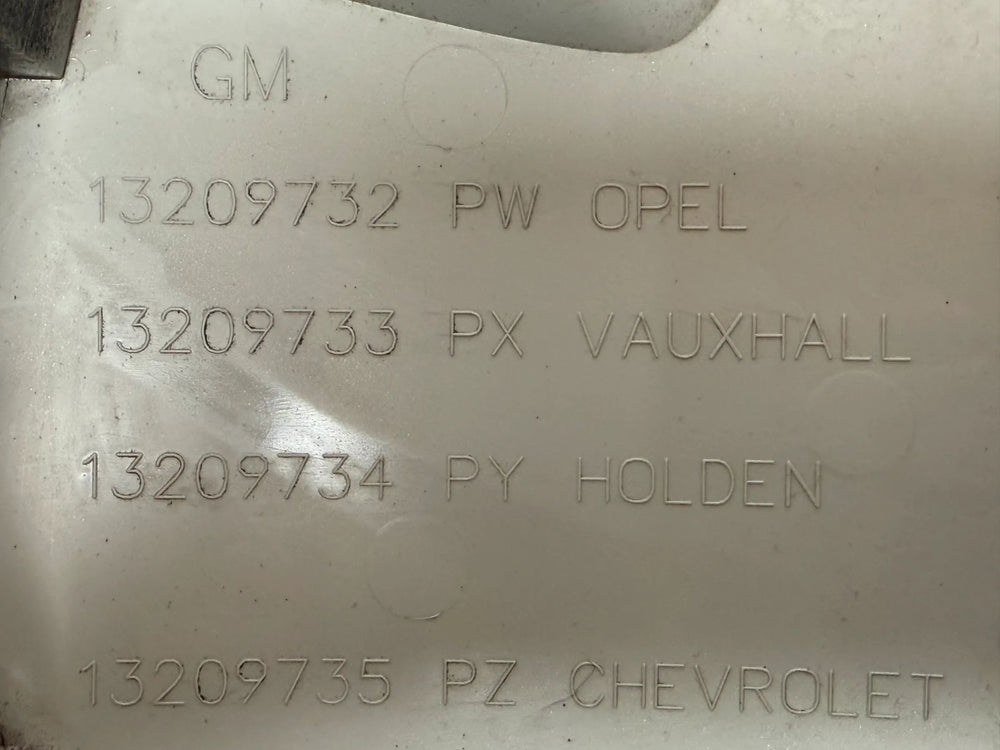 GM
13209732 PW OPEL
13209733 PX VAUXHALL
13209734 PY HOLDEN
13209735 PZ CHEVROLET